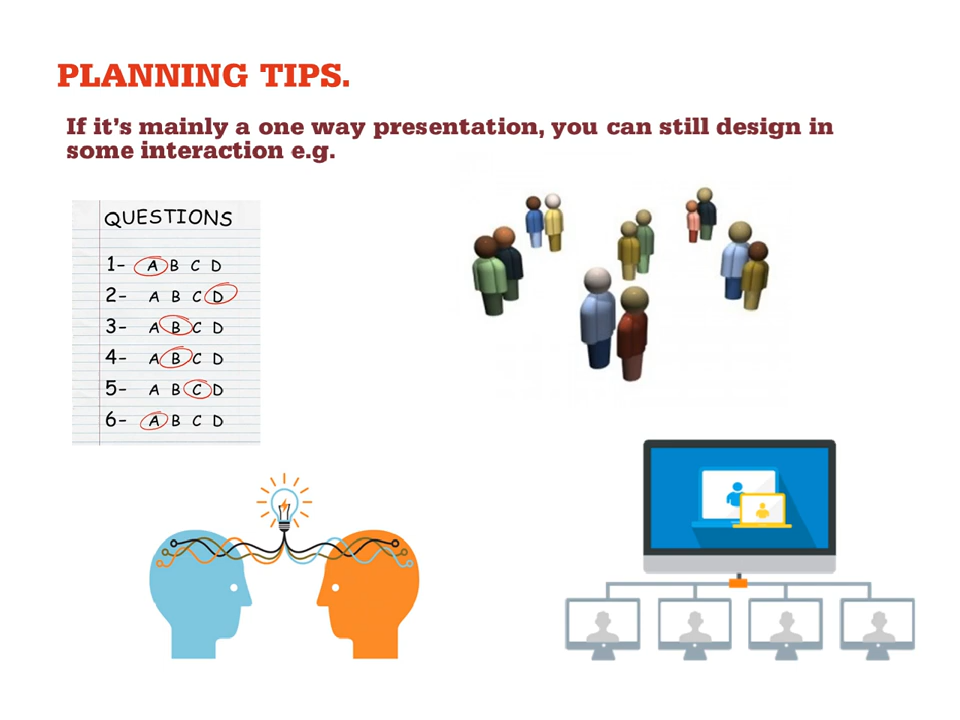 PLANNING TIPS.
If it's mainly a one way presentation, you can still design in
some interaction e.g.
QUESTIONS
1- A B C D
2- A B C D
3- A B C D
4- A B C D
5- A B C D
6- A B C D